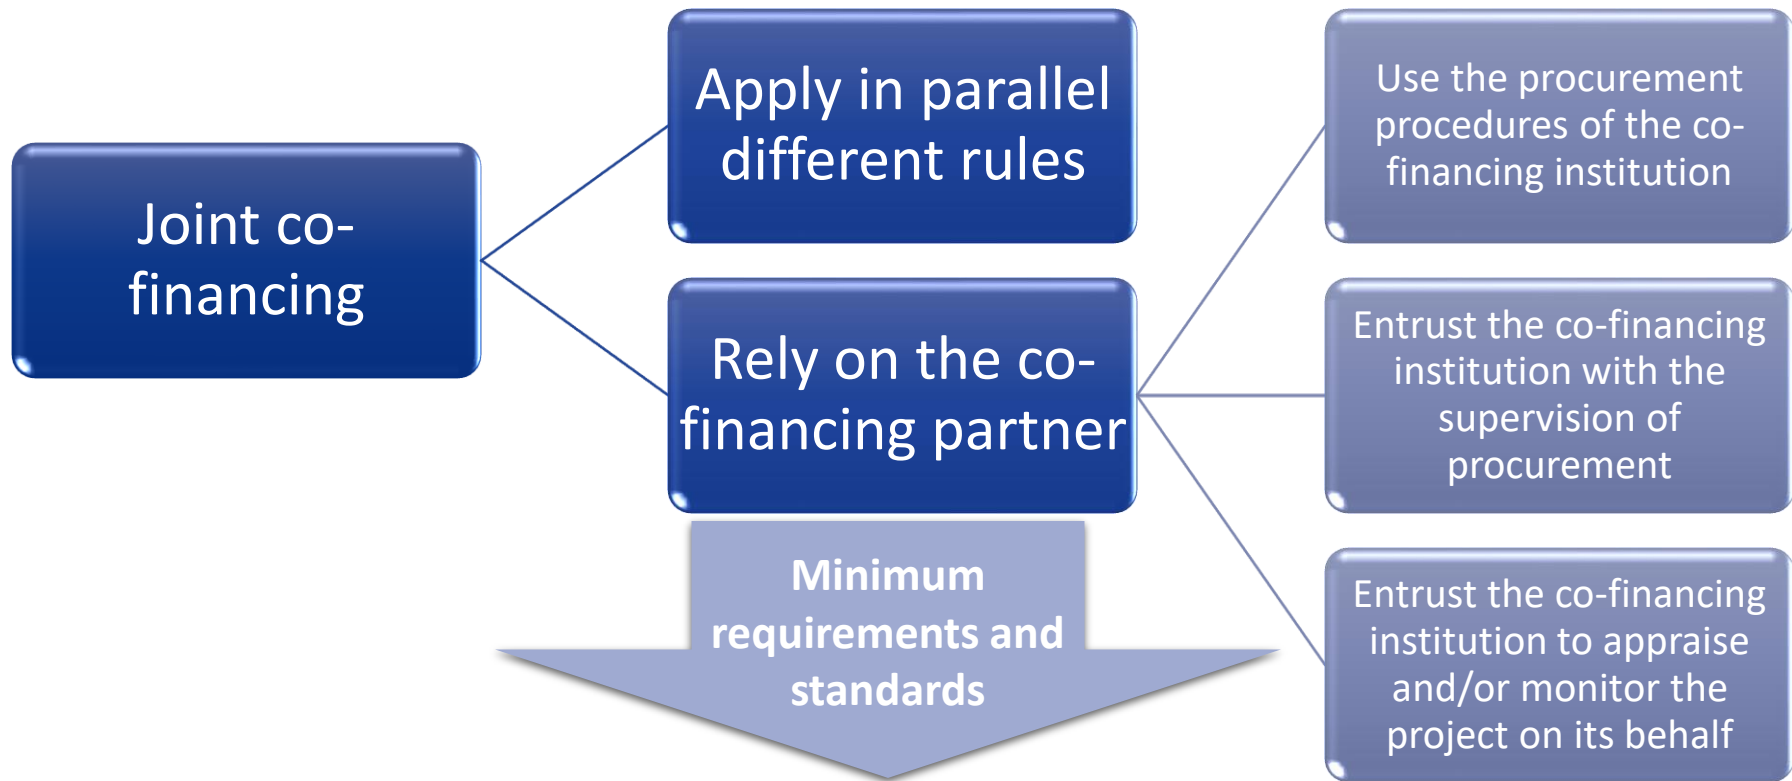 Joint co-
financing
Apply in parallel
different rules
Rely on the co-
financing partner
Minimum
requirements and
standards
Use the procurement
procedures of the co-
financing institution
Entrust the co-financing
institution with the
supervision of
procurement
Entrust the co-financing
institution to appraise
and/or monitor the
project on its behalf